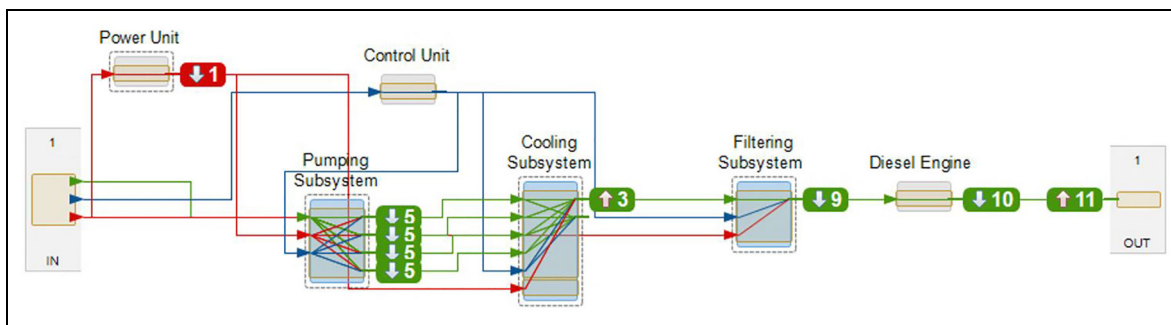 Power Unit
↓1
Control Unit
1
IN
Pumping
Subsystem
↓5
↓5
↓5
↓5
Cooling
Subsystem
↑3
Filtering
Subsystem
↓9
Diesel Engine
↓10
↑11
1
OUT